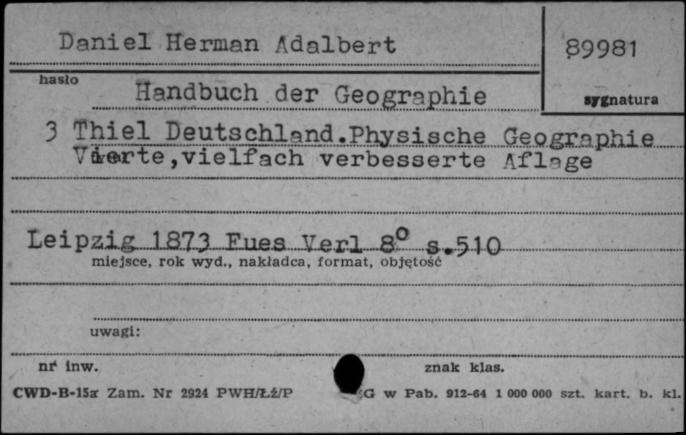 Daniel Herman Adalbert
89981
hasło
Handbuch der Geographie
sygnatura
3 Thiel Deutschland.Physische Geographie
Vierte,vielfach verbesserte Aflage
Leipzig 1873 Fues Verl 8° s.510
miejsce, rok wyd., nakładca, format, objętość
uwagi:
nr inw.
znak klas.
CWD-B-15a Zam. Nr 2924 PWH/Łż/P
G w Pab. 912-64 1 000 000 szt. kart. b. kl.